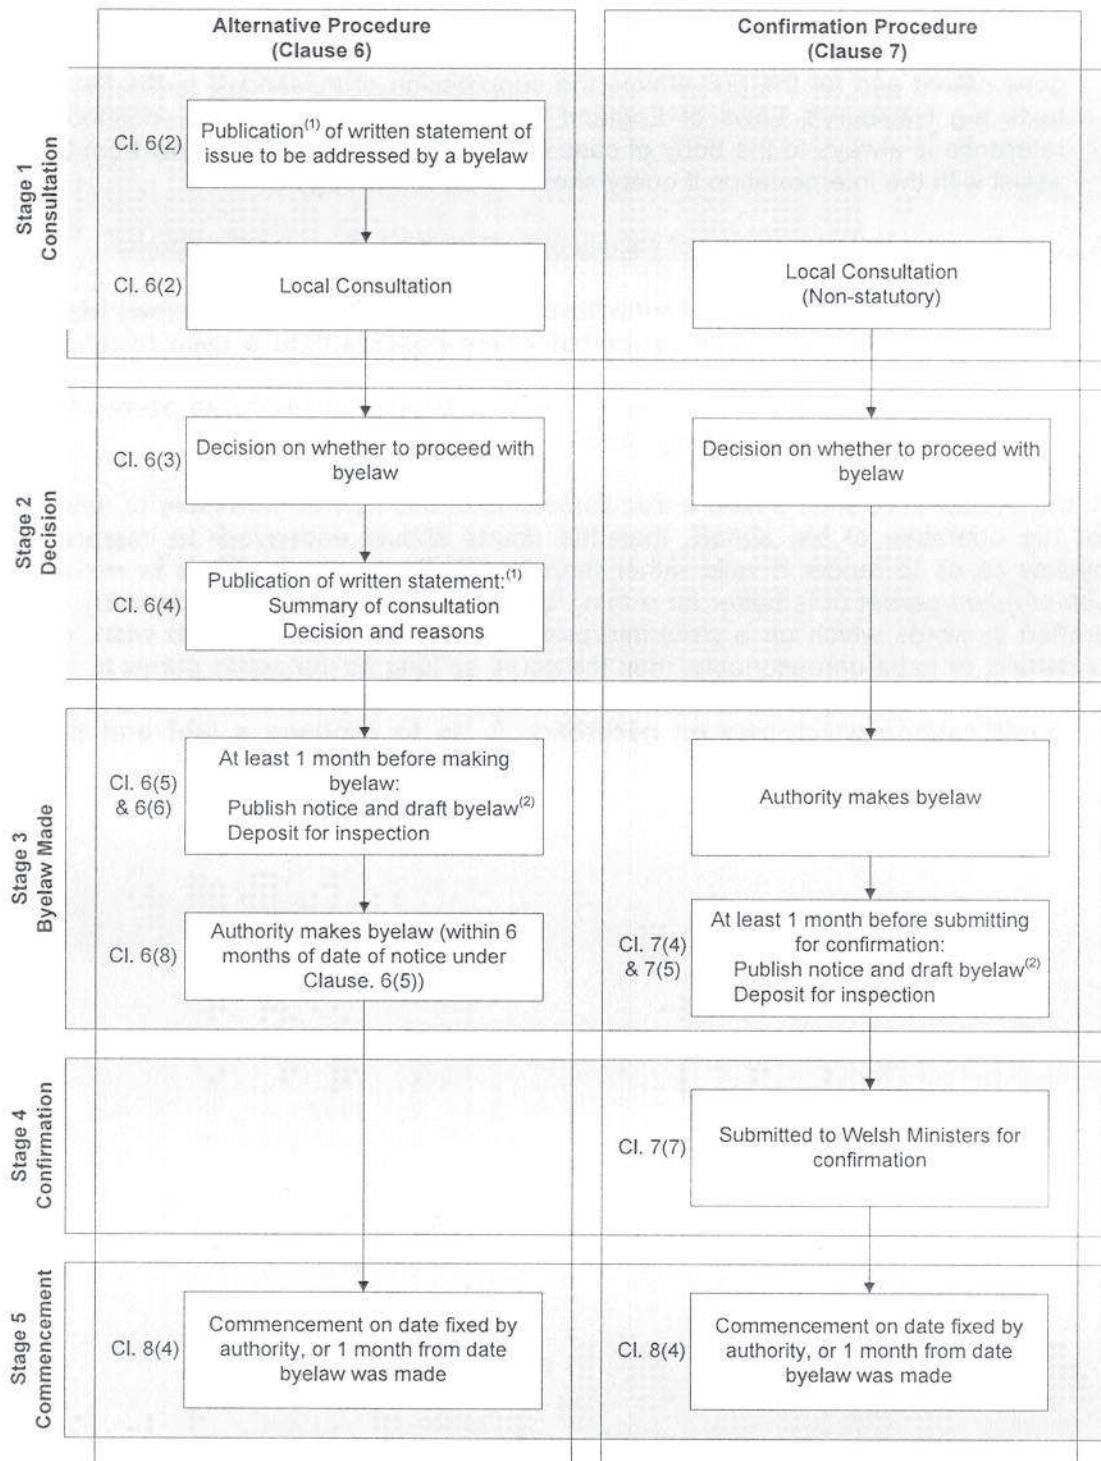 Alternative Procedure
(Clause 6)
Confirmation Procedure
(Clause 7)
Stage 1
Consultation
Cl. 6(2)
Publication(1) of written statement of
issue to be addressed by a byelaw
Cl. 6(2)
Local Consultation
Local Consultation
(Non-statutory)
Stage 2
Decision
Cl. 6(3)
Decision on whether to proceed with
byelaw
Decision on whether to proceed with
byelaw
Cl. 6(4)
Publication of written statement:(1)
Summary of consultation
Decision and reasons
Stage 3
Byelaw Made
Cl. 6(5)
& 6(6)
At least 1 month before making
byelaw:
Publish notice and draft byelaw(2)
Deposit for inspection
Authority makes byelaw
Cl. 6(8)
Authority makes byelaw (within 6
months of date of notice under
Clause. 6(5))
Cl. 7(4)
& 7(5)
At least 1 month before submitting
for confirmation:
Publish notice and draft byelaw(2)
Deposit for inspection
Stage 4
Confirmation
Cl. 7(7)
Submitted to Welsh Ministers for
confirmation
Stage 5
Commencement
Cl. 8(4)
Commencement on date fixed by
authority, or 1 month from date
byelaw was made
Cl. 8(4)
Commencement on date fixed by
authority, or 1 month from date
byelaw was made